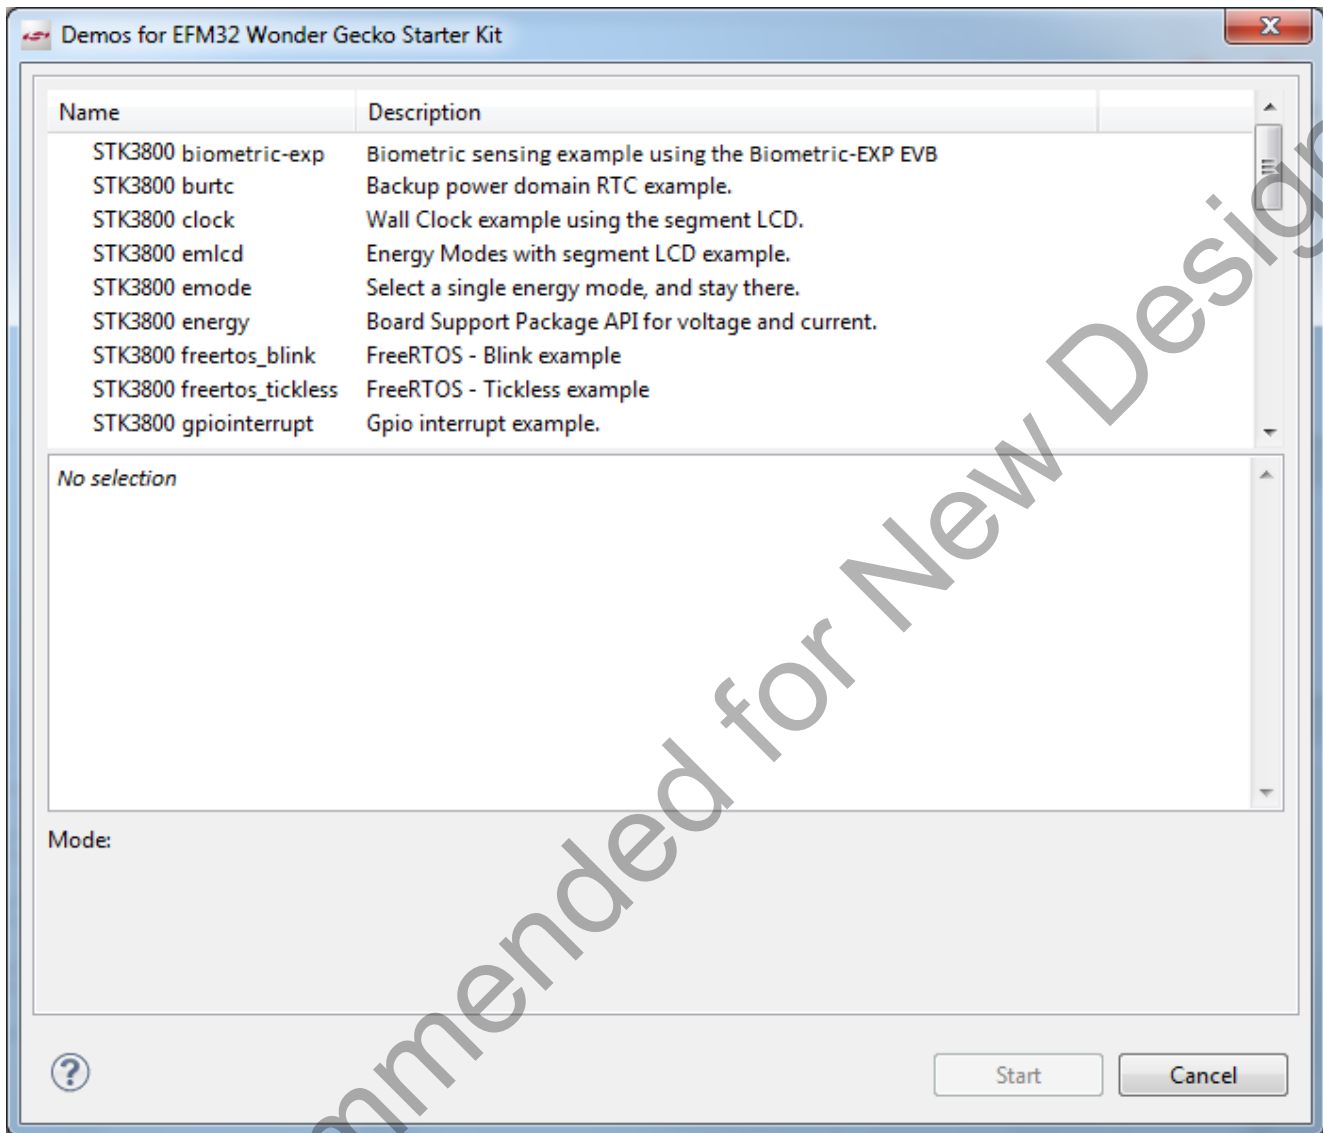 Demos for EFM32 Wonder Gecko Starter Kit
Name Description
STK3800 biometric-exp Biometric sensing example using the Biometric-EXP EVB
STK3800 burtc Backup power domain RTC example.
STK3800 clock Wall Clock example using the segment LCD.
STK3800 emlcd Energy Modes with segment LCD example.
STK3800 emode Select a single energy mode, and stay there.
STK3800 energy Board Support Package API for voltage and current.
STK3800 freertos_blink FreeRTOS - Blink example
STK3800 freertos_tickless FreeRTOS - Tickless example
STK3800 gpiointerrupt Gpio interrupt example.
No selection
Mode:
Start Cancel
mmended for New Design